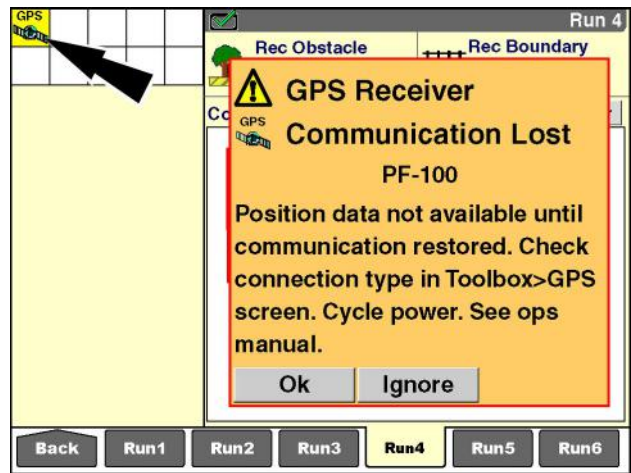 GPS
Run 4
Rec Obstacle
Rec Boundary
Co
GPS Receiver
GPS
Communication Lost
PF-100
Position data not available until
communication restored. Check
connection type in Toolbox>GPS
screen. Cycle power. See ops
manual.
Ok
Ignore
Back
Run1
Run2
Run3
Run4
Run5
Run6